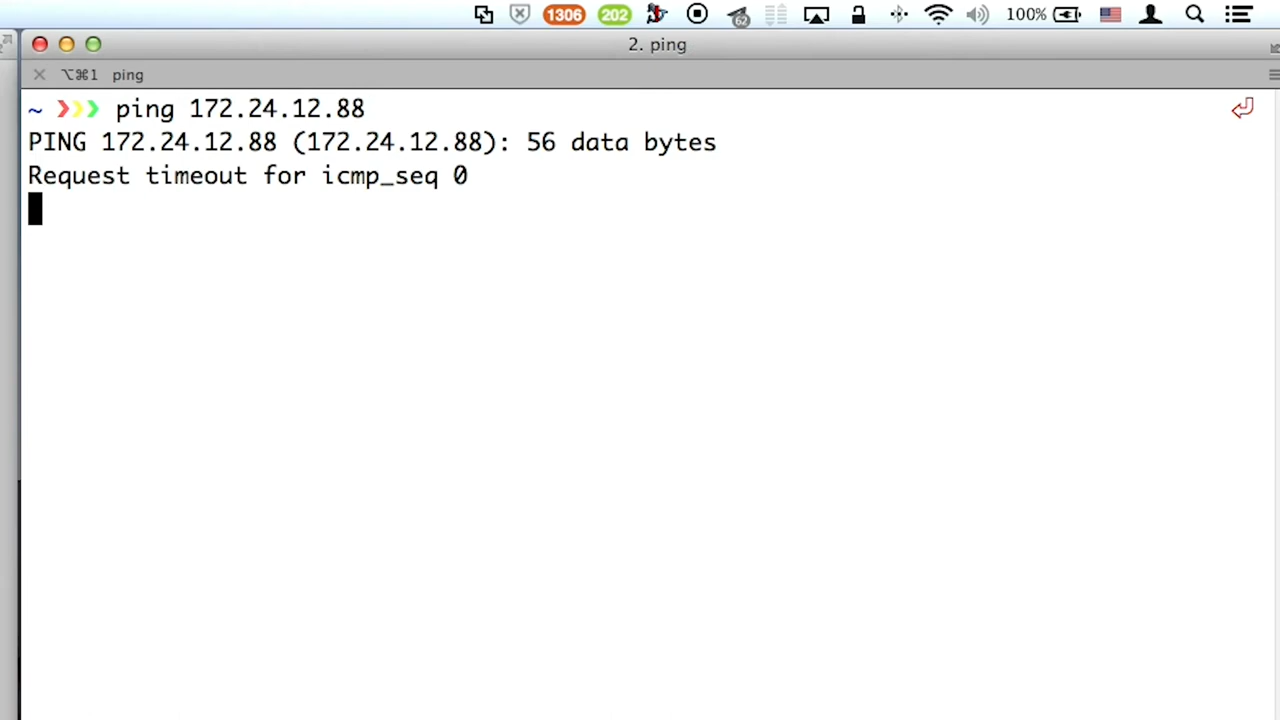 1306 202 62 100%
2. ping
⌥⌘1 ping
~ ❯❯❯ ping 172.24.12.88
PING 172.24.12.88 (172.24.12.88): 56 data bytes
Request timeout for icmp_seq 0